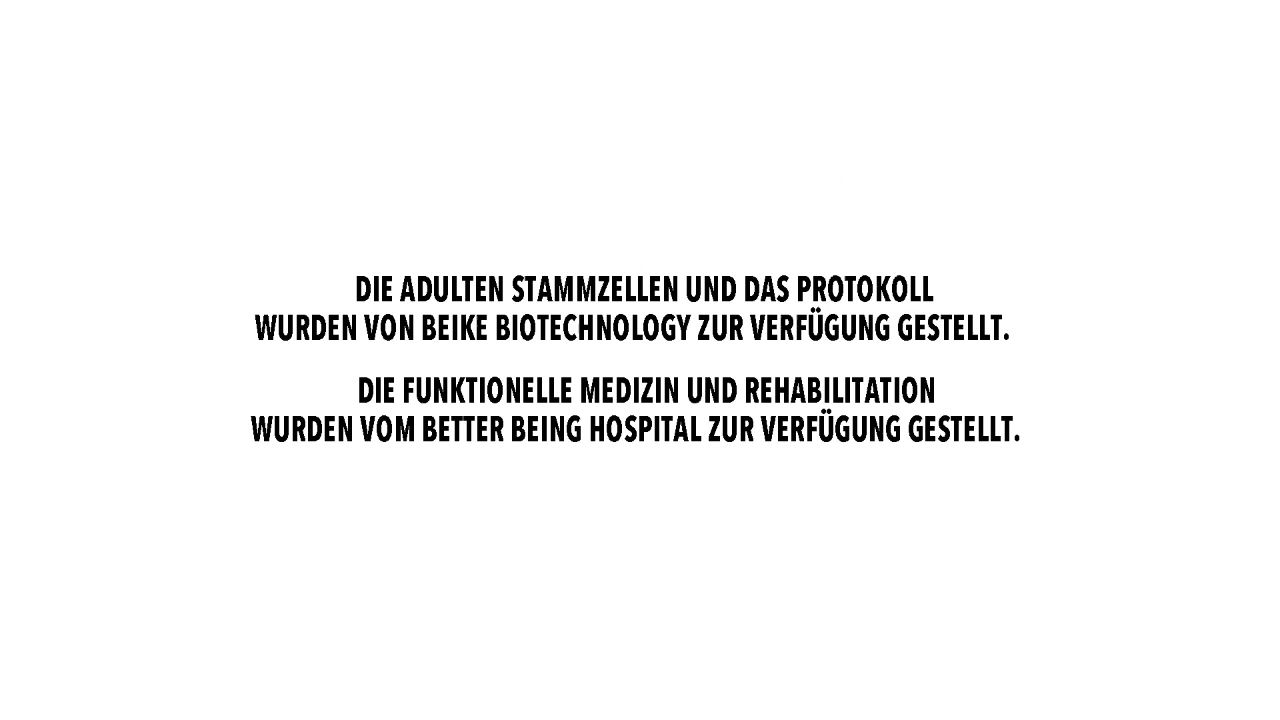 DIE ADULTEN STAMMZELLEN UND DAS PROTOKOLL
WURDEN VON BEIKE BIOTECHNOLOGY ZUR VERFÜGUNG GESTELLT.
DIE FUNKTIONELLE MEDIZIN UND REHABILITATION
WURDEN VOM BETTER BEING HOSPITAL ZUR VERFÜGUNG GESTELLT.